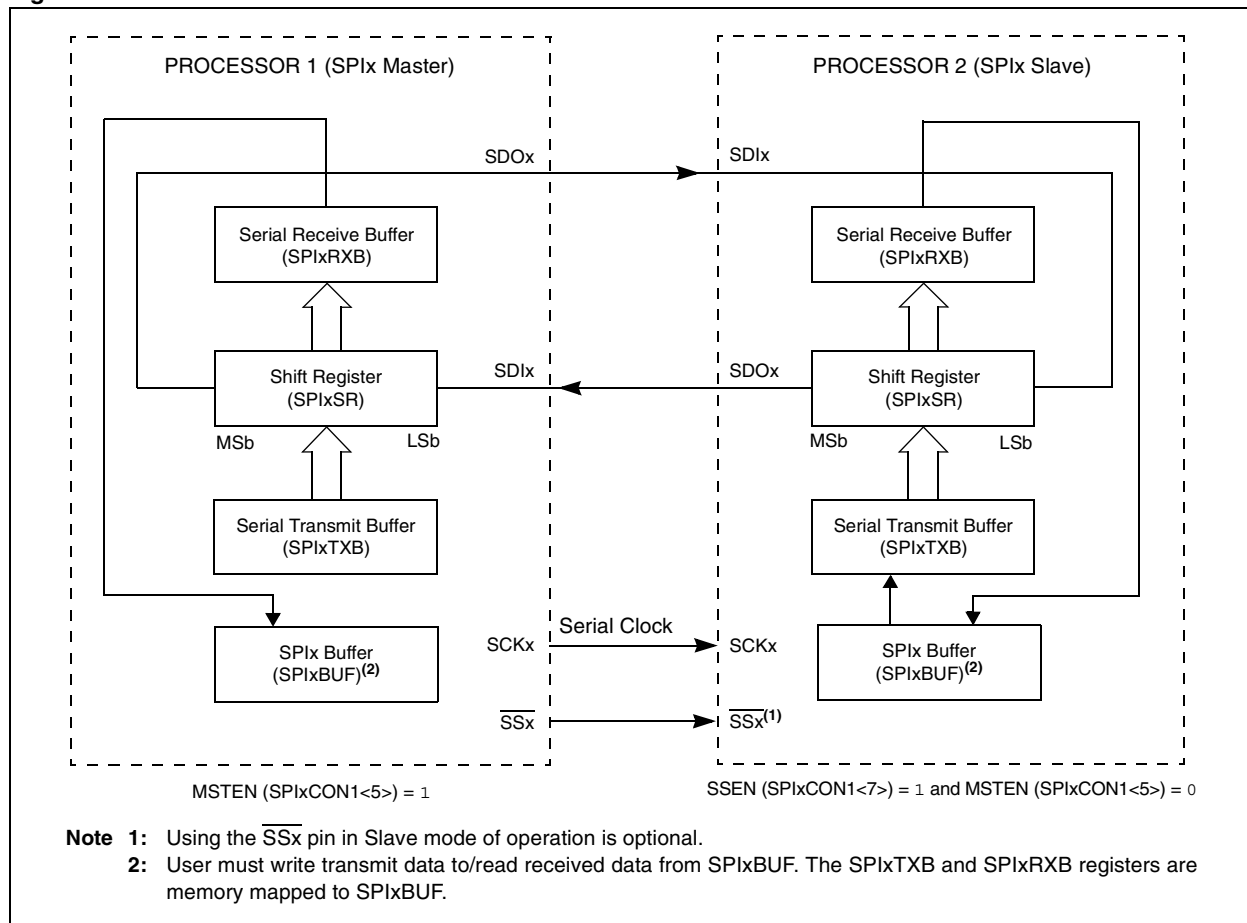 PROCESSOR 1 (SPIx Master)
PROCESSOR 2 (SPIx Slave)
SDOx
SDIx
Serial Receive Buffer
(SPIxRXB)
Serial Receive Buffer
(SPIxRXB)
Shift Register
(SPIxSR)
SDIx
SDOx
Shift Register
(SPIxSR)
MSb
LSb
MSb
LSb
Serial Transmit Buffer
(SPIxTXB)
Serial Transmit Buffer
(SPIxTXB)
SPIx Buffer
(SPIxBUF)(2)
SCKx
Serial Clock
SCKx
SPIx Buffer
(SPIxBUF)(2)
SSx
SSx(1)
MSTEN (SPIxCON1<5>) = 1
SSEN (SPIxCON1<7>) = 1 and MSTEN (SPIxCON1<5>) = 0
Note 1: Using the SSx pin in Slave mode of operation is optional.
2: User must write transmit data to/read received data from SPIxBUF. The SPIxTXB and SPIxRXB registers are
memory mapped to SPIxBUF.